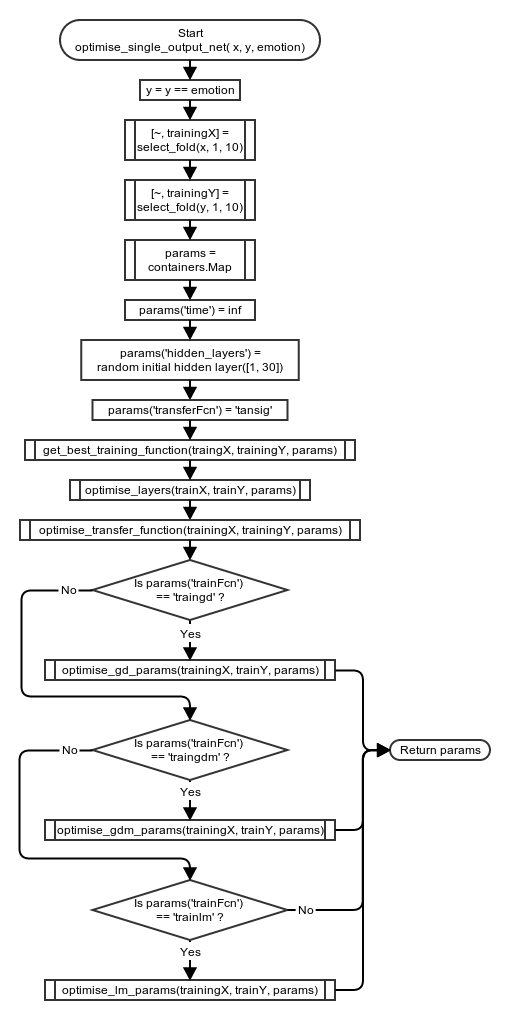 Start
optimise_single_output_net( x, y, emotion)
y = y == emotion
[~, trainingX] =
select_fold(x, 1, 10)
[~, trainingY] =
select_fold(y, 1, 10)
params =
containers.Map
params('time') = inf
params('hidden_layers') =
random initial hidden layer([1, 30])
params('transferFcn') = 'tansig'
get_best_training_function(traingX, trainingY, params)
optimise_layers(trainX, trainY, params)
optimise_transfer_function(trainingX, trainingY, params)
Is params('trainFcn')
== 'traingd' ?
No
Yes
optimise_gd_params(trainingX, trainY, params)
Is params('trainFcn')
== 'traingdm' ?
No
Return params
Yes
optimise_gdm_params(trainingX, trainY, params)
Is params('trainFcn')
== 'trainlm' ?
No
Yes
optimise_lm_params(trainingX, trainY, params)